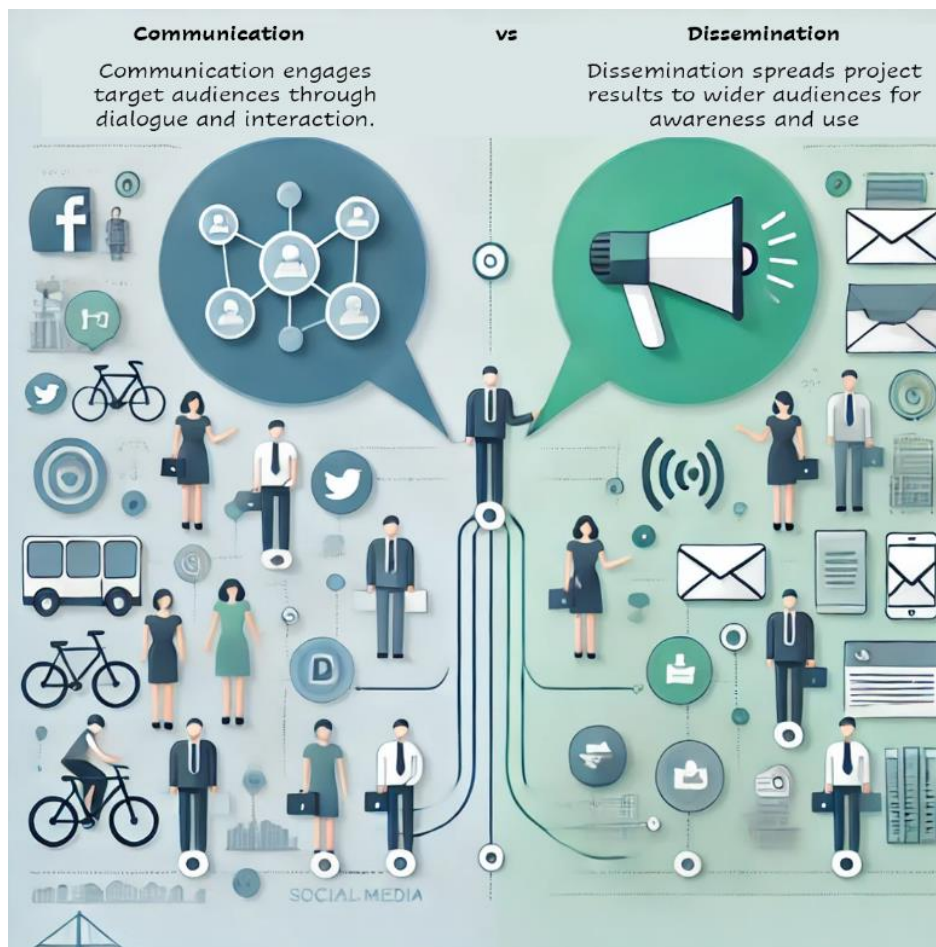 Communication
vs
Dissemination
Communication engages
target audiences through
dialogue and interaction.
Dissemination spreads project
results to wider audiences for
awareness and use
f
D
SOCIAL MEDIA